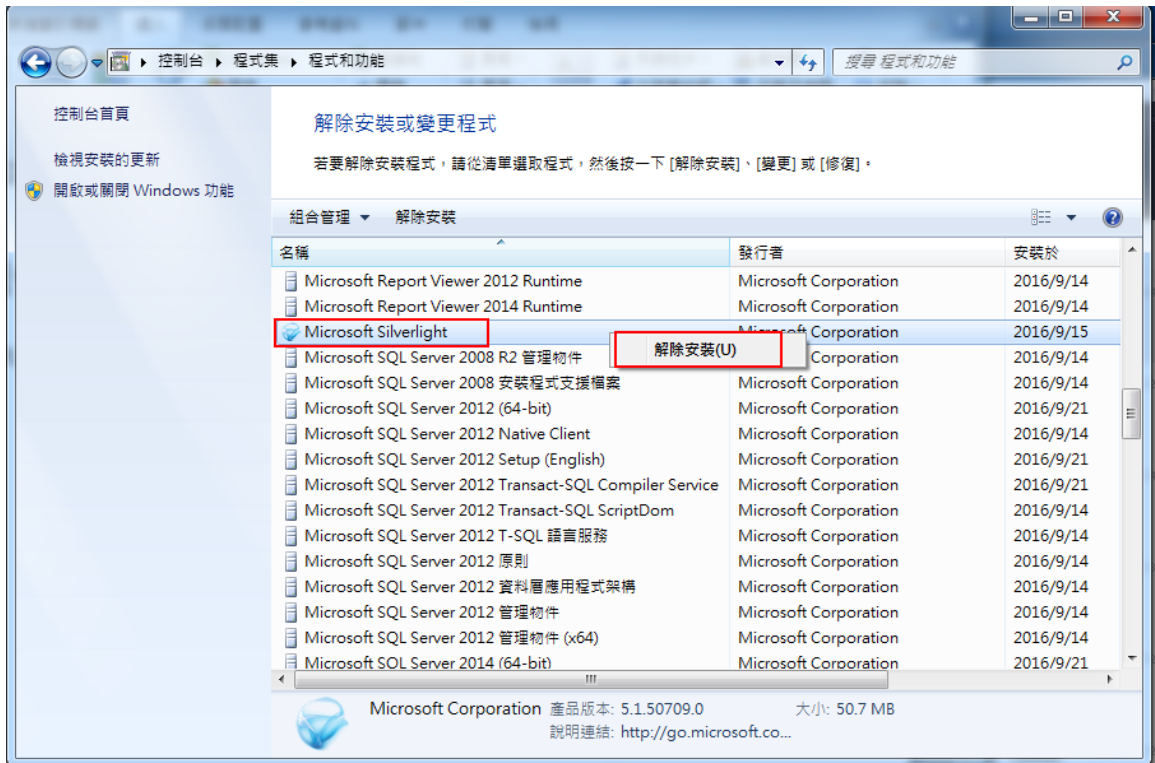 控制台 ▸ 程式集 ▸ 程式和功能
搜尋 程式和功能
控制台首頁
檢視安裝的更新
開啟或關閉 Windows 功能
解除安裝或變更程式
若要解除安裝程式，請從清單選取程式，然後按一下 [解除安裝]、[變更] 或 [修復]。
組合管理 解除安裝
名稱 發行者 安裝於
Microsoft Report Viewer 2012 Runtime Microsoft Corporation 2016/9/14
Microsoft Report Viewer 2014 Runtime Microsoft Corporation 2016/9/14
Microsoft Silverlight Microsoft Corporation 2016/9/15
解除安裝(U)
Microsoft SQL Server 2008 R2 管理物件 Corporation 2016/9/14
Microsoft SQL Server 2008 安裝程式支援檔案 Microsoft Corporation 2016/9/14
Microsoft SQL Server 2012 (64-bit) Microsoft Corporation 2016/9/21
Microsoft SQL Server 2012 Native Client Microsoft Corporation 2016/9/14
Microsoft SQL Server 2012 Setup (English) Microsoft Corporation 2016/9/21
Microsoft SQL Server 2012 Transact-SQL Compiler Service Microsoft Corporation 2016/9/21
Microsoft SQL Server 2012 Transact-SQL ScriptDom Microsoft Corporation 2016/9/14
Microsoft SQL Server 2012 T-SQL 語言服務 Microsoft Corporation 2016/9/14
Microsoft SQL Server 2012 原則 Microsoft Corporation 2016/9/14
Microsoft SQL Server 2012 資料層應用程式架構 Microsoft Corporation 2016/9/14
Microsoft SQL Server 2012 管理物件 Microsoft Corporation 2016/9/14
Microsoft SQL Server 2012 管理物件 (x64) Microsoft Corporation 2016/9/14
Microsoft SQL Server 2014 (64-bit) Microsoft Corporation 2016/9/21
Microsoft Corporation 產品版本: 5.1.50709.0 大小: 50.7 MB
說明連結: http://go.microsoft.co...